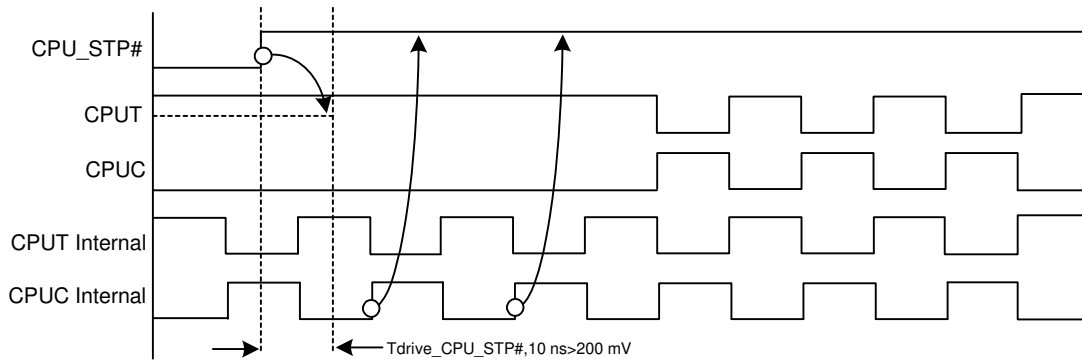 CPU_STP#
CPUT
CPUC
CPUT Internal
CPUC Internal
Tdrive_CPU_STP#,10 ns>200 mV